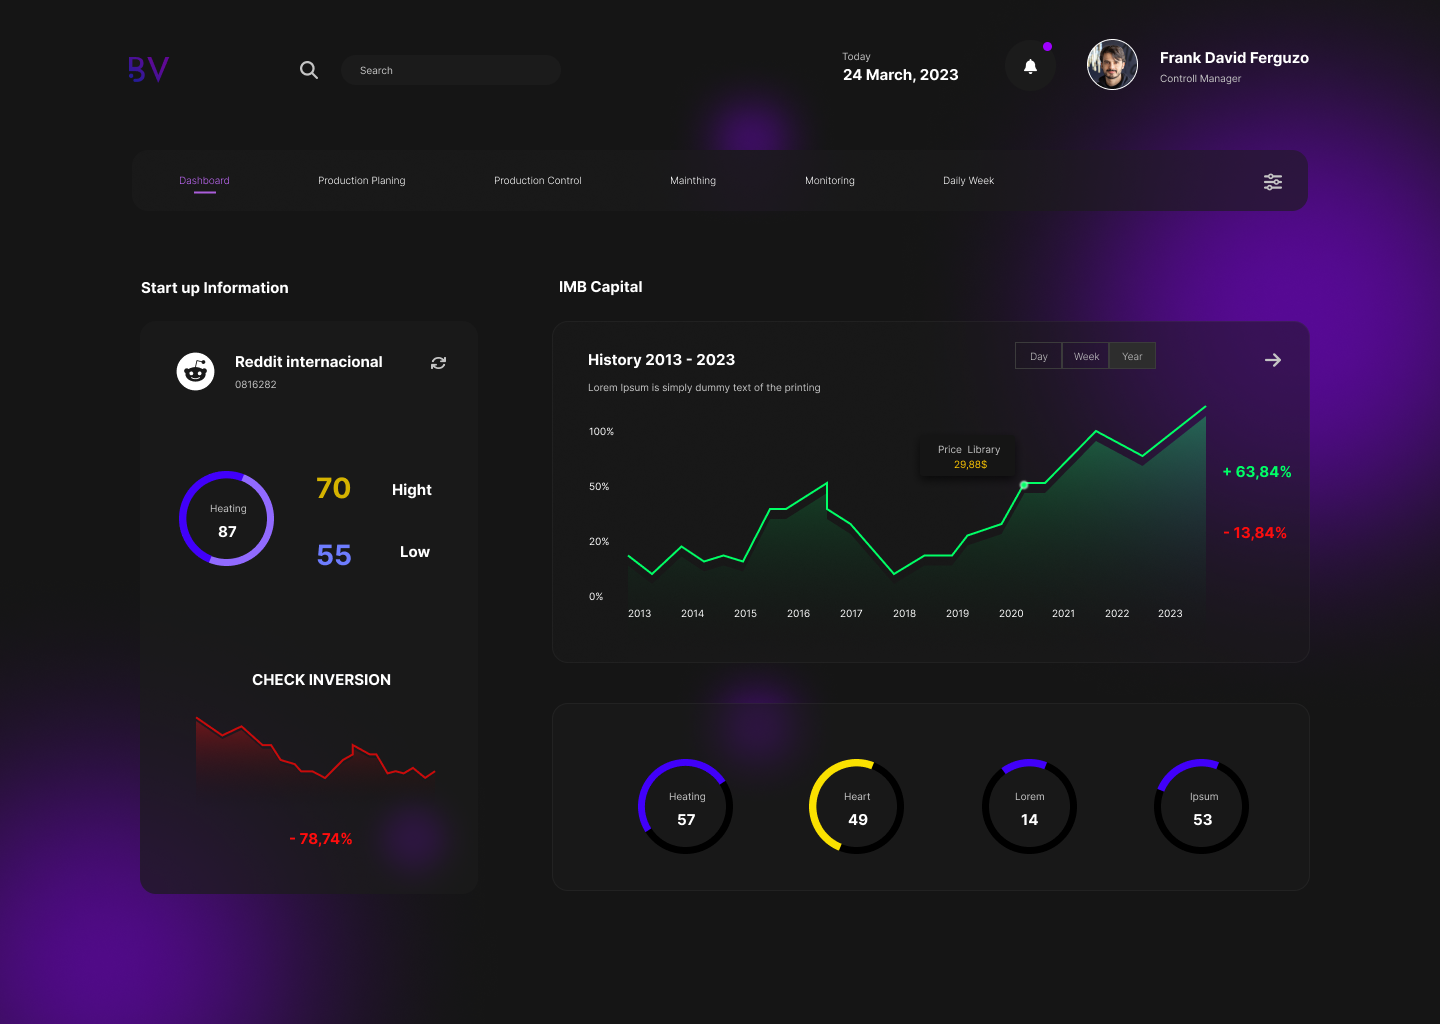 BV
Search
Today
24 March, 2023
Frank David Ferguzo
Controll Manager
Dashboard
Production Planing
Production Control
Mainthing
Monitoring
Daily Week
Start up Information
Reddit internacional
0816282
Heating
87
70
Hight
55
Low
CHECK INVERSION
- 78,74%
IMB Capital
History 2013 - 2023
Lorem Ipsum is simply dummy text of the printing
Day
Week
Year
100%
50%
20%
0%
Price Library
29,88$
+ 63,84%
- 13,84%
2013
2014
2015
2016
2017
2018
2019
2020
2021
2022
2023
Heating
57
Heart
49
Lorem
14
Ipsum
53